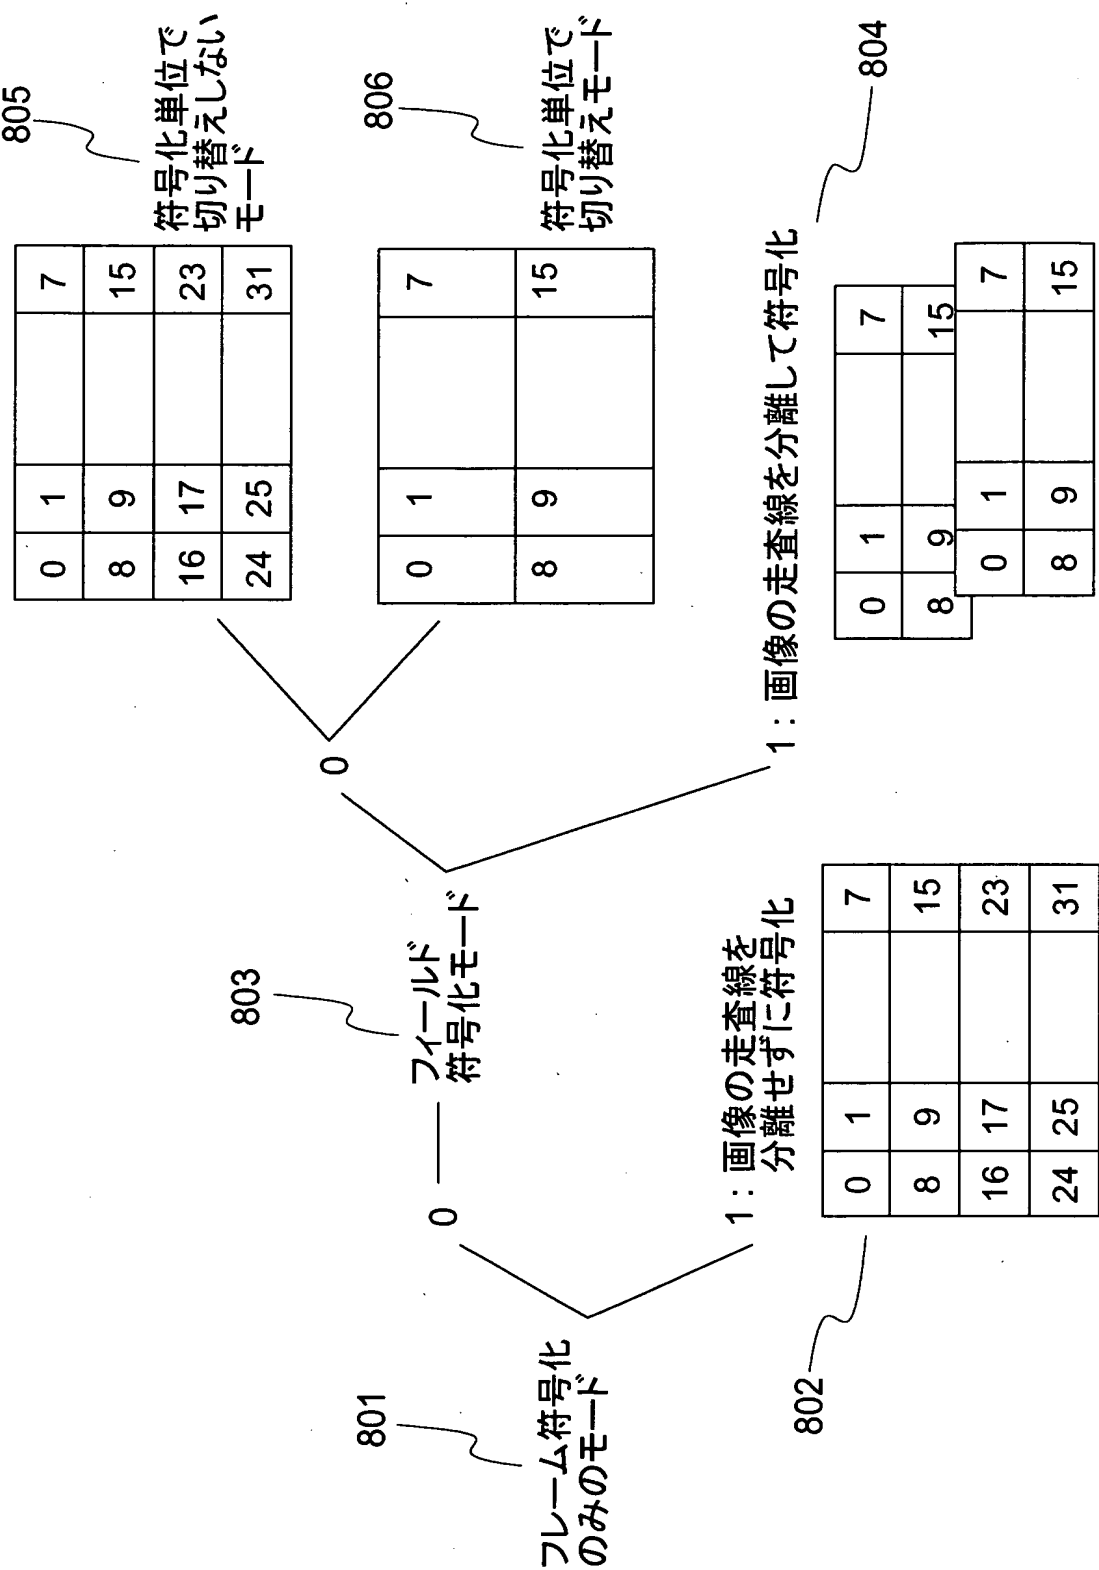 801
フレーム符号化
のみのモード
0
1：画像の走査線を
分離せずに符号化
802
0 1 7
8 9 15
16 17 23
24 25 31
803
フィールド
符号化モード
0
1：画像の走査線を分離して符号化
804
0 1 7
8 9 15
0 1 7
8 9 15
0 1 7
8 9 15
16 17 23
24 25 31
805
符号化単位で
切り替えしない
モード
0 1 7
8 9 15
806
符号化単位で
切り替えモード